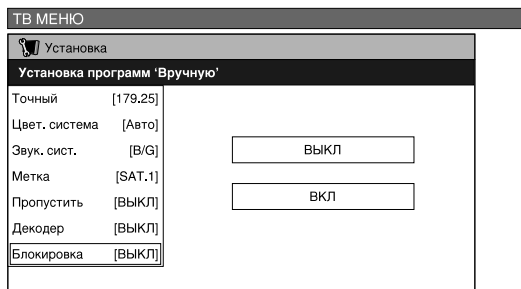 ТВ МЕНЮ
Установка
Установка программ ‘Вручную’
Точный [179.25]
Цвет. система [Авто]
Звук. сист. [B/G]
ВЫКЛ
Метка [SAT.1]
Пропустить [ВЫКЛ]
ВКЛ
Декодер [ВЫКЛ]
Блокировка [ВЫКЛ]